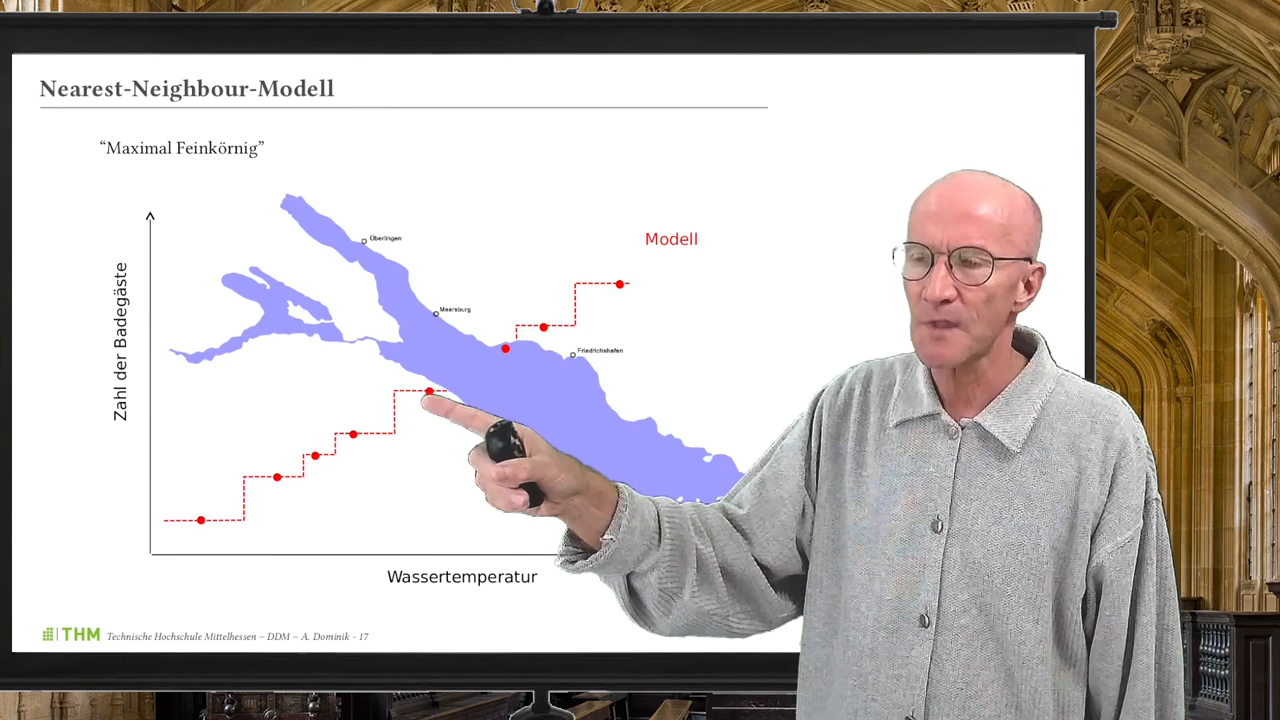 Nearest-Neighbour-Modell
“Maximal Feinkörnig”
Überlingen
Modell
Zahl der Badegäste
Meersburg
Friedrichshafen
Wassertemperatur
THM Technische Hochschule Mittelhessen – DDM – A. Dominik - 17